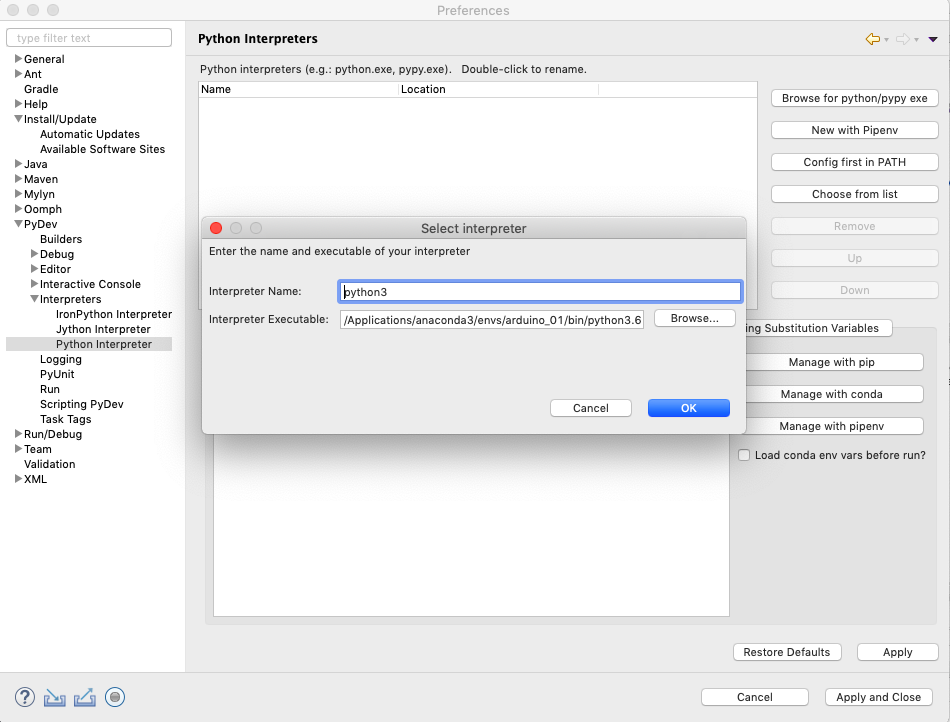 Preferences
type filter text
General
Ant
Gradle
Help
Install/Update
Automatic Updates
Available Software Sites
Java
Maven
Mylyn
Oomph
PyDev
Builders
Debug
Editor
Interactive Console
Interpreters
IronPython Interpreter
Jython Interpreter
Python Interpreter
Logging
PyUnit
Run
Scripting PyDev
Task Tags
Run/Debug
Team
Validation
XML
Python Interpreters
Python interpreters (e.g.: python.exe, pypy.exe).   Double-click to rename.
Name Location
Browse for python/pypy exe
New with Pipenv
Config first in PATH
Choose from list
Remove
Up
Down
Select interpreter
Enter the name and executable of your interpreter
Interpreter Name: python3
Interpreter Executable: /Applications/anaconda3/envs/arduino_01/bin/python3.6 Browse...
Cancel OK
ing Substitution Variables
Manage with pip
Manage with conda
Manage with pipenv
Load conda env vars before run?
Restore Defaults Apply
? Cancel Apply and Close